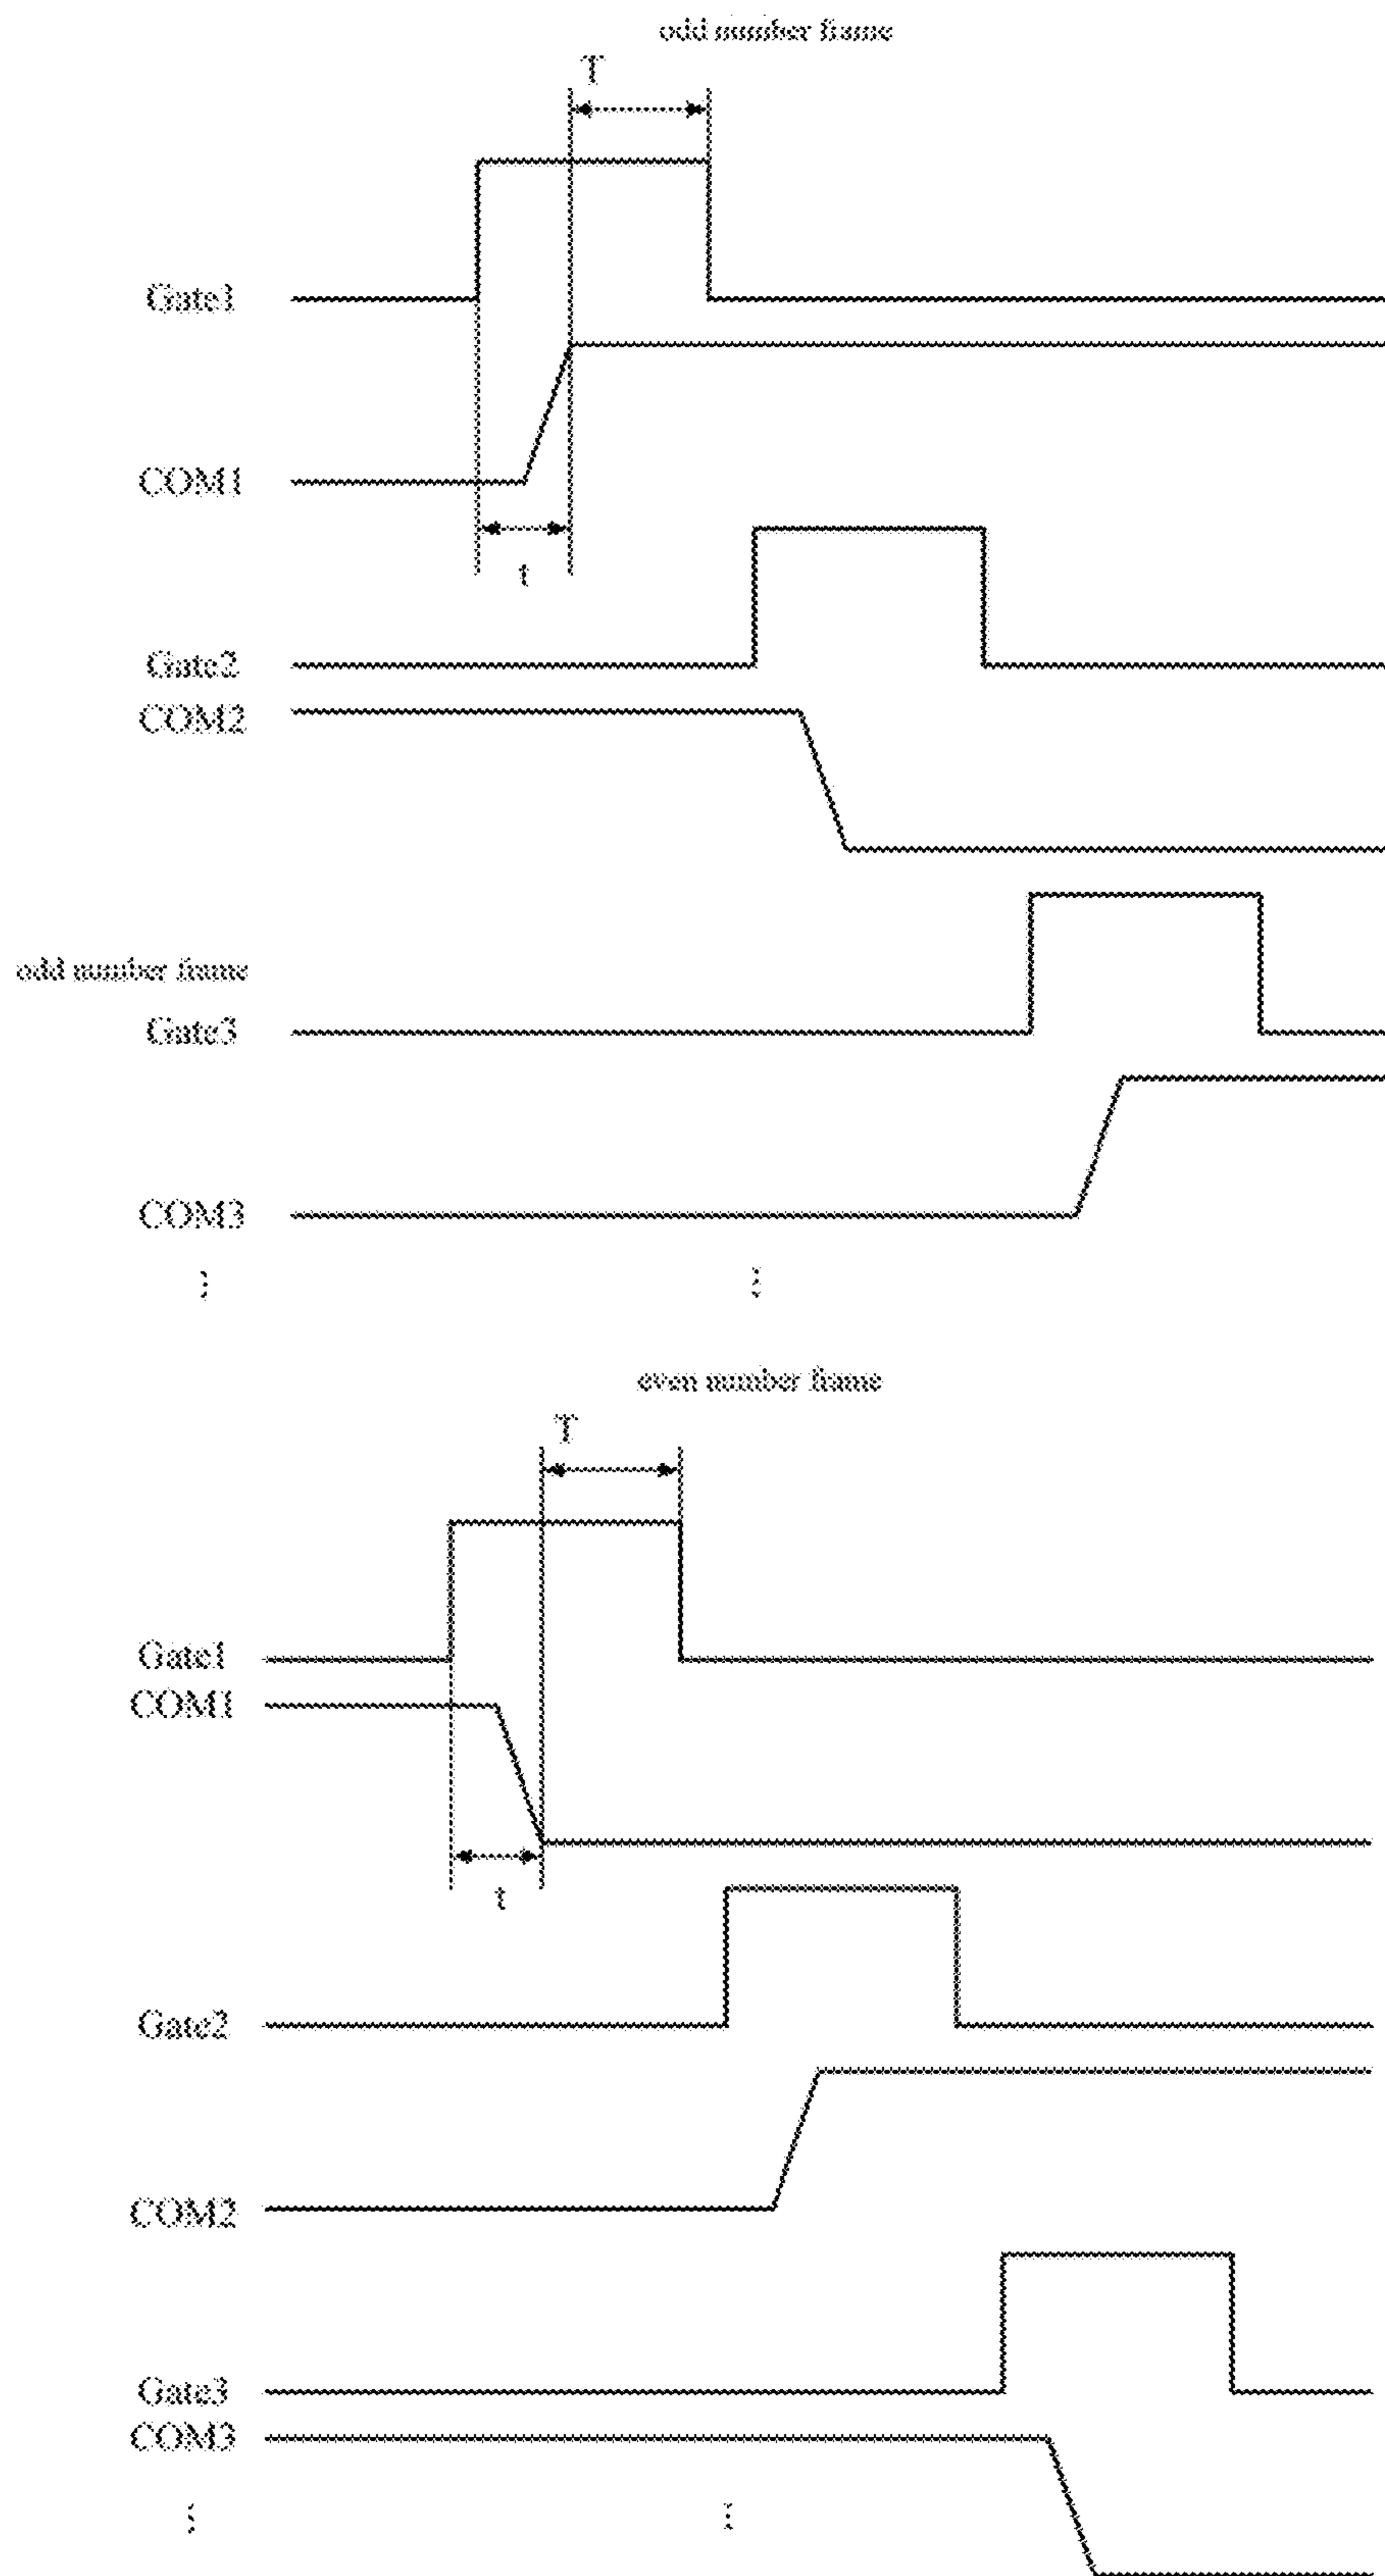 odd number frame
T
Gate1
COM1
t
Gate2
COM2
odd number frame
Gate3
COM3
⋮ ⋮
even number frame
T
Gate1
COM1
t
Gate2
COM2
Gate3
COM3
⋮ ⋮